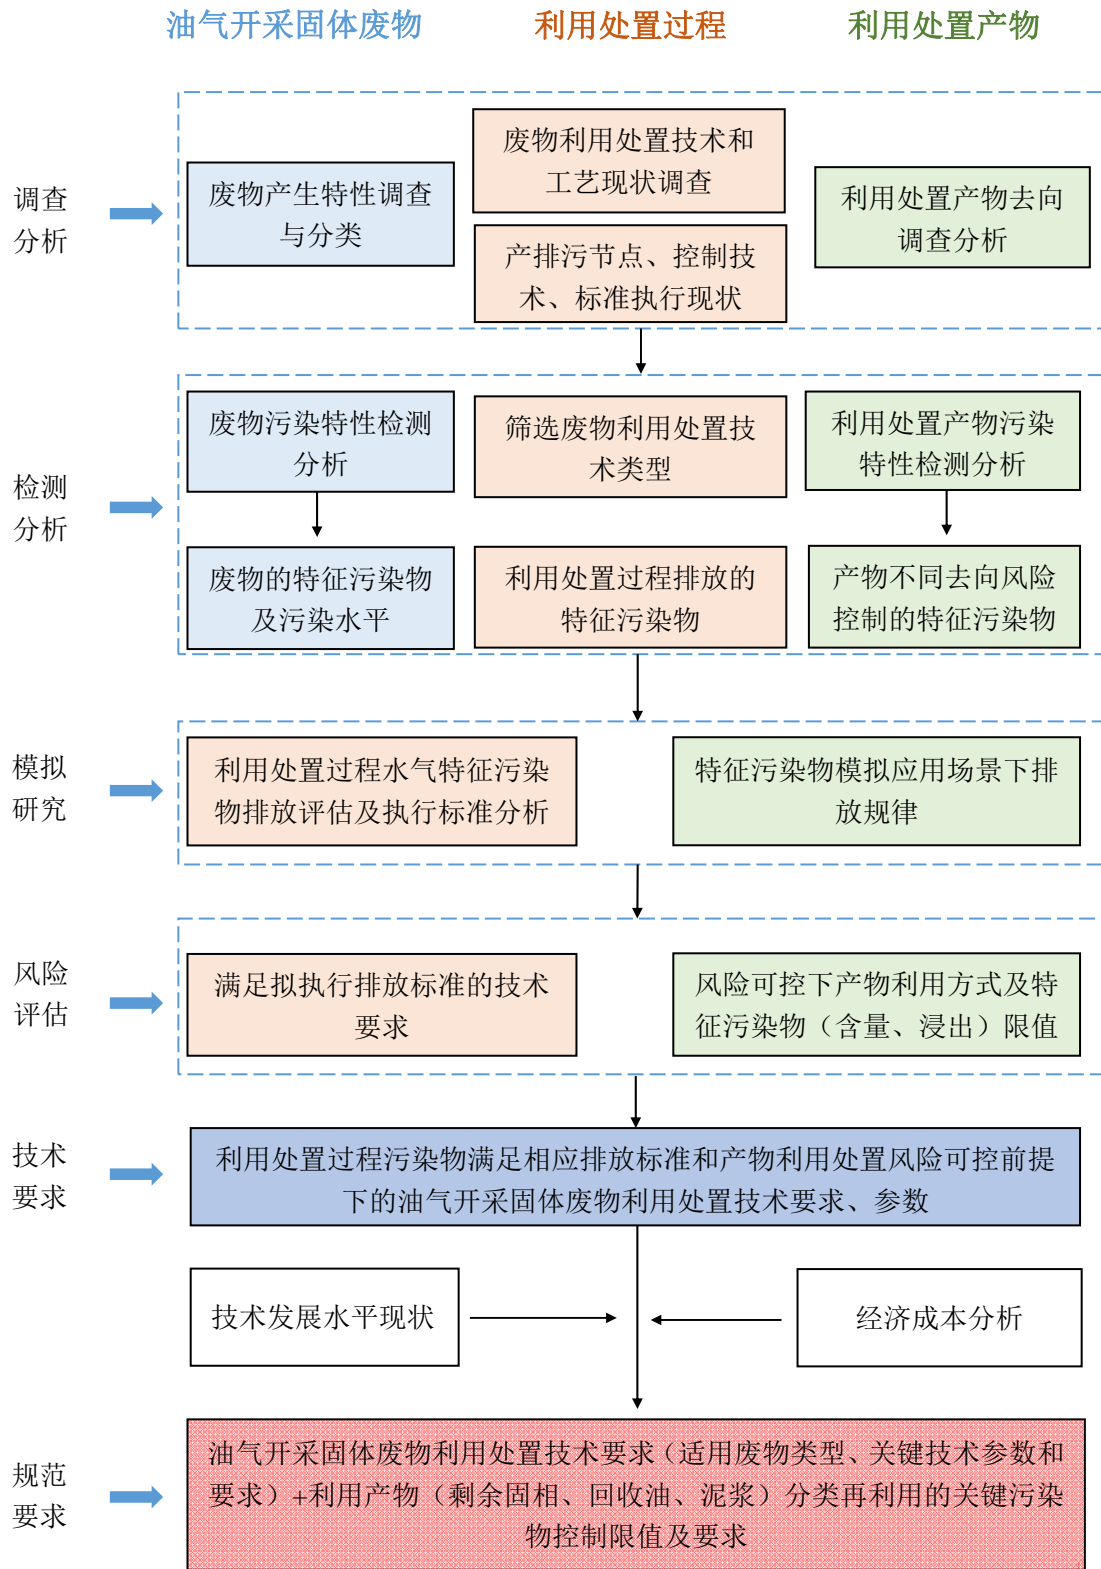 油气开采固体废物
利用处置过程
利用处置产物
调查
分析
废物产生特性调查
与分类
废物利用处置技术和
工艺现状调查
产排污节点、控制技
术、标准执行现状
利用处置产物去向
调查分析
检测
分析
废物污染特性检测
分析
筛选废物利用处置技
术类型
利用处置产物污染
特性检测分析
废物的特征污染物
及污染水平
利用处置过程排放的
特征污染物
产物不同去向风险
控制的特征污染物
模拟
研究
利用处置过程水气特征污染
物排放评估及执行标准分析
特征污染物模拟应用场景下排
放规律
风险
评估
满足拟执行排放标准的技术
要求
风险可控下产物利用方式及特
征污染物（含量、浸出）限值
技术
要求
利用处置过程污染物满足相应排放标准和产物利用处置风险可控前提
下的油气开采固体废物利用处置技术要求、参数
技术发展水平现状
经济成本分析
规范
要求
油气开采固体废物利用处置技术要求（适用废物类型、关键技术参数和
要求）+利用产物（剩余固相、回收油、泥浆）分类再利用的关键污染
物控制限值及要求